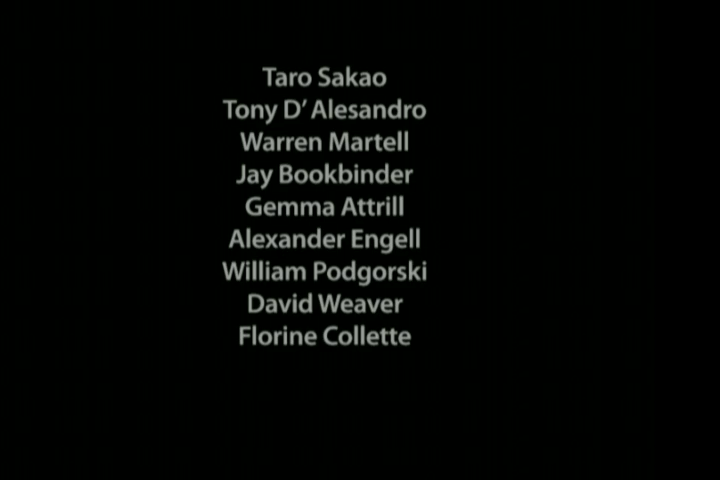 Taro Sakao
Tony D’ Alesandro
Warren Martell
Jay Bookbinder
Gemma Attrill
Alexander Engell
William Podgorski
David Weaver
Florine Collette